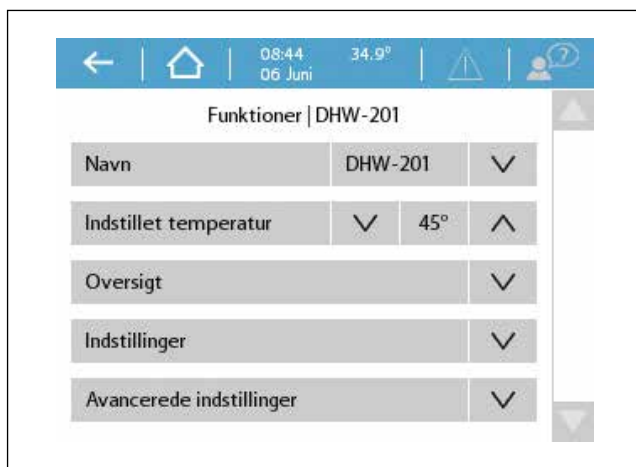 08:44 34.9°
06 Juni
?
Funktioner | DHW-201
Navn DHW-201
Indstillet temperatur 45°
Oversigt
Indstillinger
Avancerede indstillinger